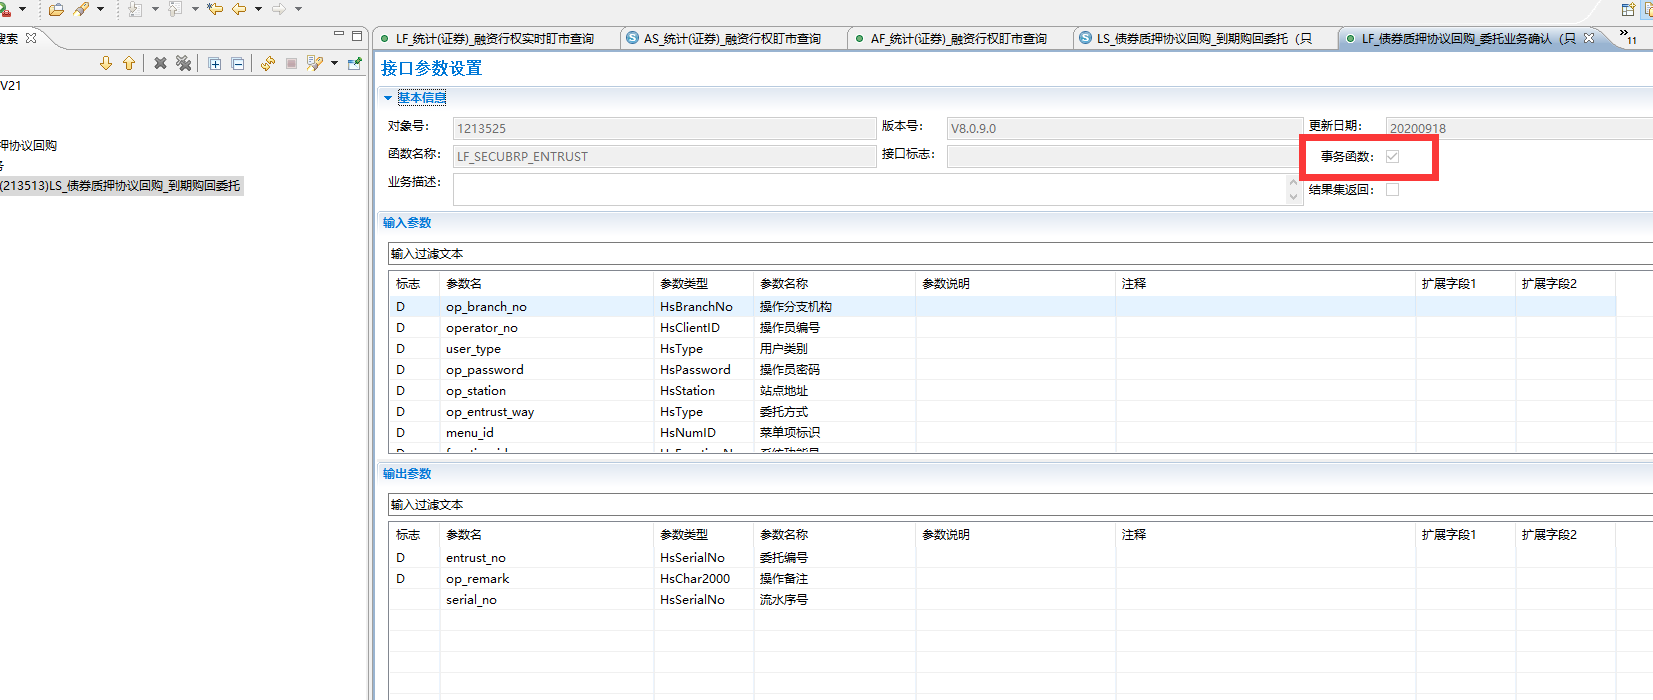 搜索
LF_统计(证券)_融资行权实时盯市查询
AS_统计(证券)_融资行权盯市查询
AF_统计(证券)_融资行权盯市查询
LS_债券质押协议回购_到期购回委托（只
LF_债券质押协议回购_委托业务确认（只
»11
V21
押协议回购
务
(213513)LS_债券质押协议回购_到期购回委托
接口参数设置
基本信息
对象号: 1213525 版本号: V8.0.9.0 更新日期: 20200918
函数名称: LF_SECUBRP_ENTRUST 接口标志: 事务函数:
业务描述: 结果集返回:
输入参数
输入过滤文本
标志 参数名 参数类型 参数名称 参数说明 注释 扩展字段1 扩展字段2
D op_branch_no HsBranchNo 操作分支机构
D operator_no HsClientID 操作员编号
D user_type HsType 用户类别
D op_password HsPassword 操作员密码
D op_station HsStation 站点地址
D op_entrust_way HsType 委托方式
D menu_id HsNumID 菜单项标识
输出参数
输入过滤文本
标志 参数名 参数类型 参数名称 参数说明 注释 扩展字段1 扩展字段2
D entrust_no HsSerialNo 委托编号
D op_remark HsChar2000 操作备注
serial_no HsSerialNo 流水序号